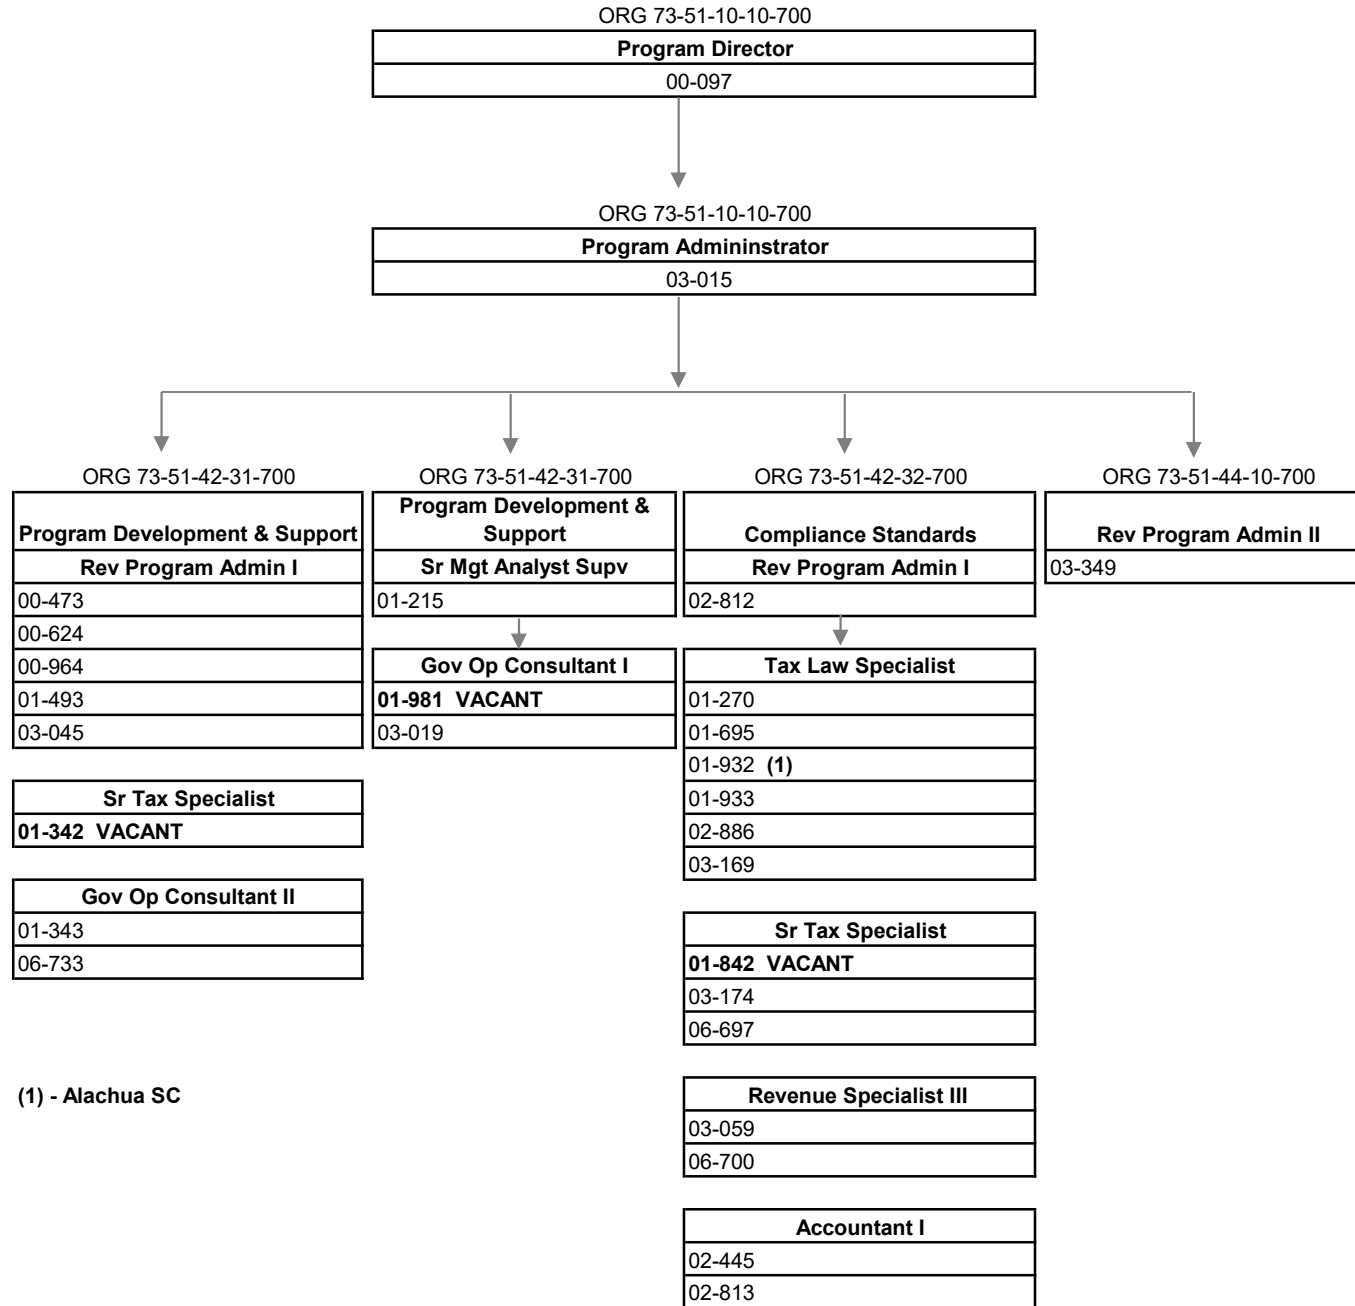 ORG 73-51-10-10-700
Program Director
00-097
ORG 73-51-10-10-700
Program Admininstrator
03-015
ORG 73-51-42-31-700
Program Development & Support
Rev Program Admin I
00-473
00-624
00-964
01-493
03-045
Sr Tax Specialist
01-342 VACANT
Gov Op Consultant II
01-343
06-733
ORG 73-51-42-31-700
Program Development &
Support
Sr Mgt Analyst Supv
01-215
Gov Op Consultant I
01-981 VACANT
03-019
ORG 73-51-42-32-700
Compliance Standards
Rev Program Admin I
02-812
Tax Law Specialist
01-270
01-695
01-932 (1)
01-933
02-886
03-169
Sr Tax Specialist
01-842 VACANT
03-174
06-697
Revenue Specialist III
03-059
06-700
Accountant I
02-445
02-813
ORG 73-51-44-10-700
Rev Program Admin II
03-349
(1) - Alachua SC